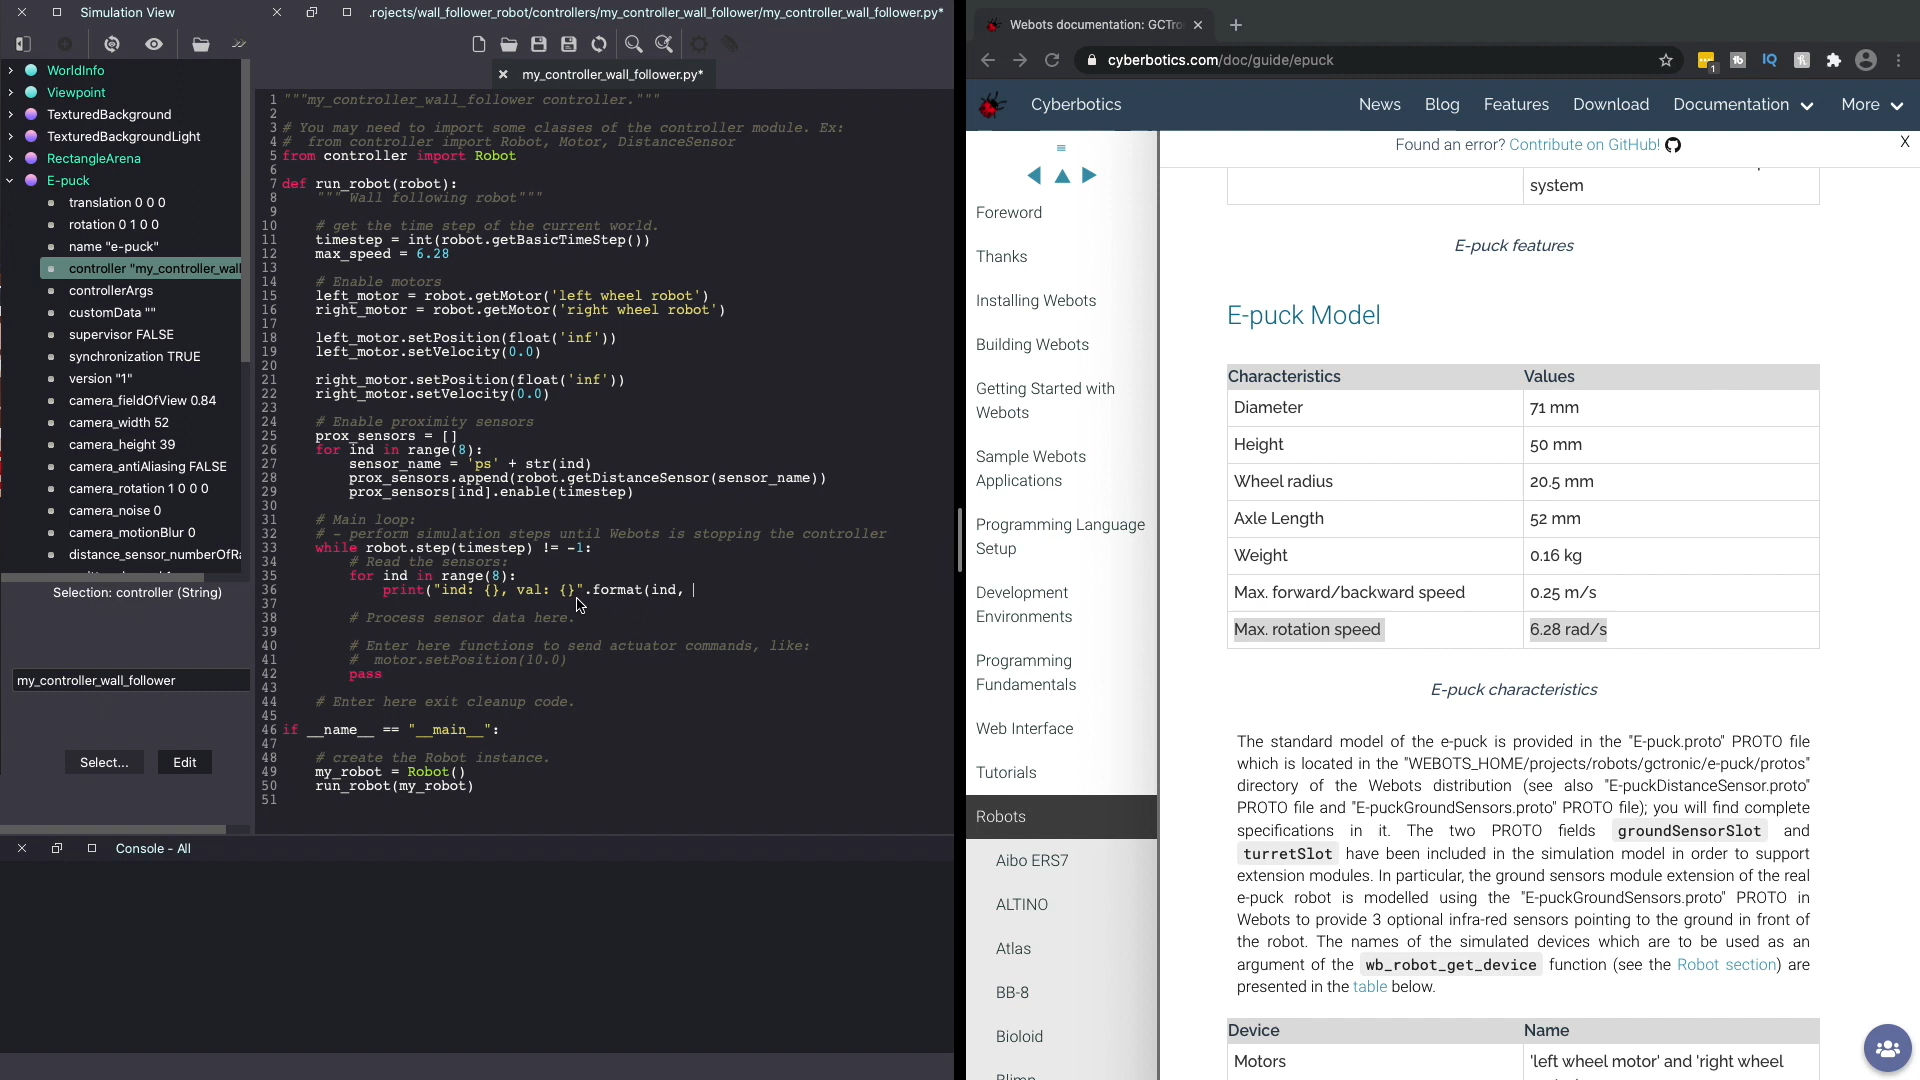 Simulation View
.rojects/wall_follower_robot/controllers/my_controller_wall_follower/my_controller_wall_follower.py*
my_controller_wall_follower.py*
WorldInfo
Viewpoint
TexturedBackground
TexturedBackgroundLight
RectangleArena
E-puck
translation 0 0 0
rotation 0 1 0 0
name "e-puck"
controller "my_controller_wall
controllerArgs
customData ""
supervisor FALSE
synchronization TRUE
version "1"
camera_fieldOfView 0.84
camera_width 52
camera_height 39
camera_antiAliasing FALSE
camera_rotation 1 0 0 0
camera_noise 0
camera_motionBlur 0
distance_sensor_numberOfRa
Selection: controller (String)
my_controller_wall_follower
Select...
Edit
1 """my_controller_wall_follower controller."""
2
3 # You may need to import some classes of the controller module. Ex:
4 #  from controller import Robot, Motor, DistanceSensor
5 from controller import Robot
6
7 def run_robot(robot):
8     """ Wall following robot"""
9
10     # get the time step of the current world.
11     timestep = int(robot.getBasicTimeStep())
12     max_speed = 6.28
13
14     # Enable motors
15     left_motor = robot.getMotor('left wheel robot')
16     right_motor = robot.getMotor('right wheel robot')
17
18     left_motor.setPosition(float('inf'))
19     left_motor.setVelocity(0.0)
20
21     right_motor.setPosition(float('inf'))
22     right_motor.setVelocity(0.0)
23
24     # Enable proximity sensors
25     prox_sensors = []
26     for ind in range(8):
27         sensor_name = 'ps' + str(ind)
28         prox_sensors.append(robot.getDistanceSensor(sensor_name))
29         prox_sensors[ind].enable(timestep)
30
31     # Main loop:
32     # - perform simulation steps until Webots is stopping the controller
33     while robot.step(timestep) != -1:
34         # Read the sensors:
35         for ind in range(8):
36             print("ind: {}, val: {}".format(ind,
37
38         # Process sensor data here.
39
40         # Enter here functions to send actuator commands, like:
41         #  motor.setPosition(10.0)
42         pass
43
44     # Enter here exit cleanup code.
45
46 if __name__ == "__main__":
47
48     # create the Robot instance.
49     my_robot = Robot()
50     run_robot(my_robot)
51
Console - All
Webots documentation: GCTro
cyberbotics.com/doc/guide/epuck
1
IQ
Cyberbotics
News
Blog
Features
Download
Documentation
More
Found an error? Contribute on GitHub!
X
Foreword
Thanks
Installing Webots
Building Webots
Getting Started with
Webots
Sample Webots
Applications
Programming Language
Setup
Development
Environments
Programming
Fundamentals
Web Interface
Tutorials
Robots
Aibo ERS7
ALTINO
Atlas
BB-8
Bioloid
system
E-puck features
E-puck Model
Characteristics Values
Diameter 71 mm
Height 50 mm
Wheel radius 20.5 mm
Axle Length 52 mm
Weight 0.16 kg
Max. forward/backward speed 0.25 m/s
Max. rotation speed 6.28 rad/s
E-puck characteristics
The standard model of the e-puck is provided in the "E-puck.proto" PROTO file
which is located in the "WEBOTS_HOME/projects/robots/gctronic/e-puck/protos"
directory of the Webots distribution (see also "E-puckDistanceSensor.proto"
PROTO file and "E-puckGroundSensors.proto" PROTO file); you will find complete
specifications in it. The two PROTO fields groundSensorSlot and
turretSlot have been included in the simulation model in order to support
extension modules. In particular, the ground sensors module extension of the real
e-puck robot is modelled using the "E-puckGroundSensors.proto" PROTO in
Webots to provide 3 optional infra-red sensors pointing to the ground in front of
the robot. The names of the simulated devices which are to be used as an
argument of the wb_robot_get_device function (see the Robot section) are
presented in the table below.
Device Name
Motors 'left wheel motor' and 'right wheel